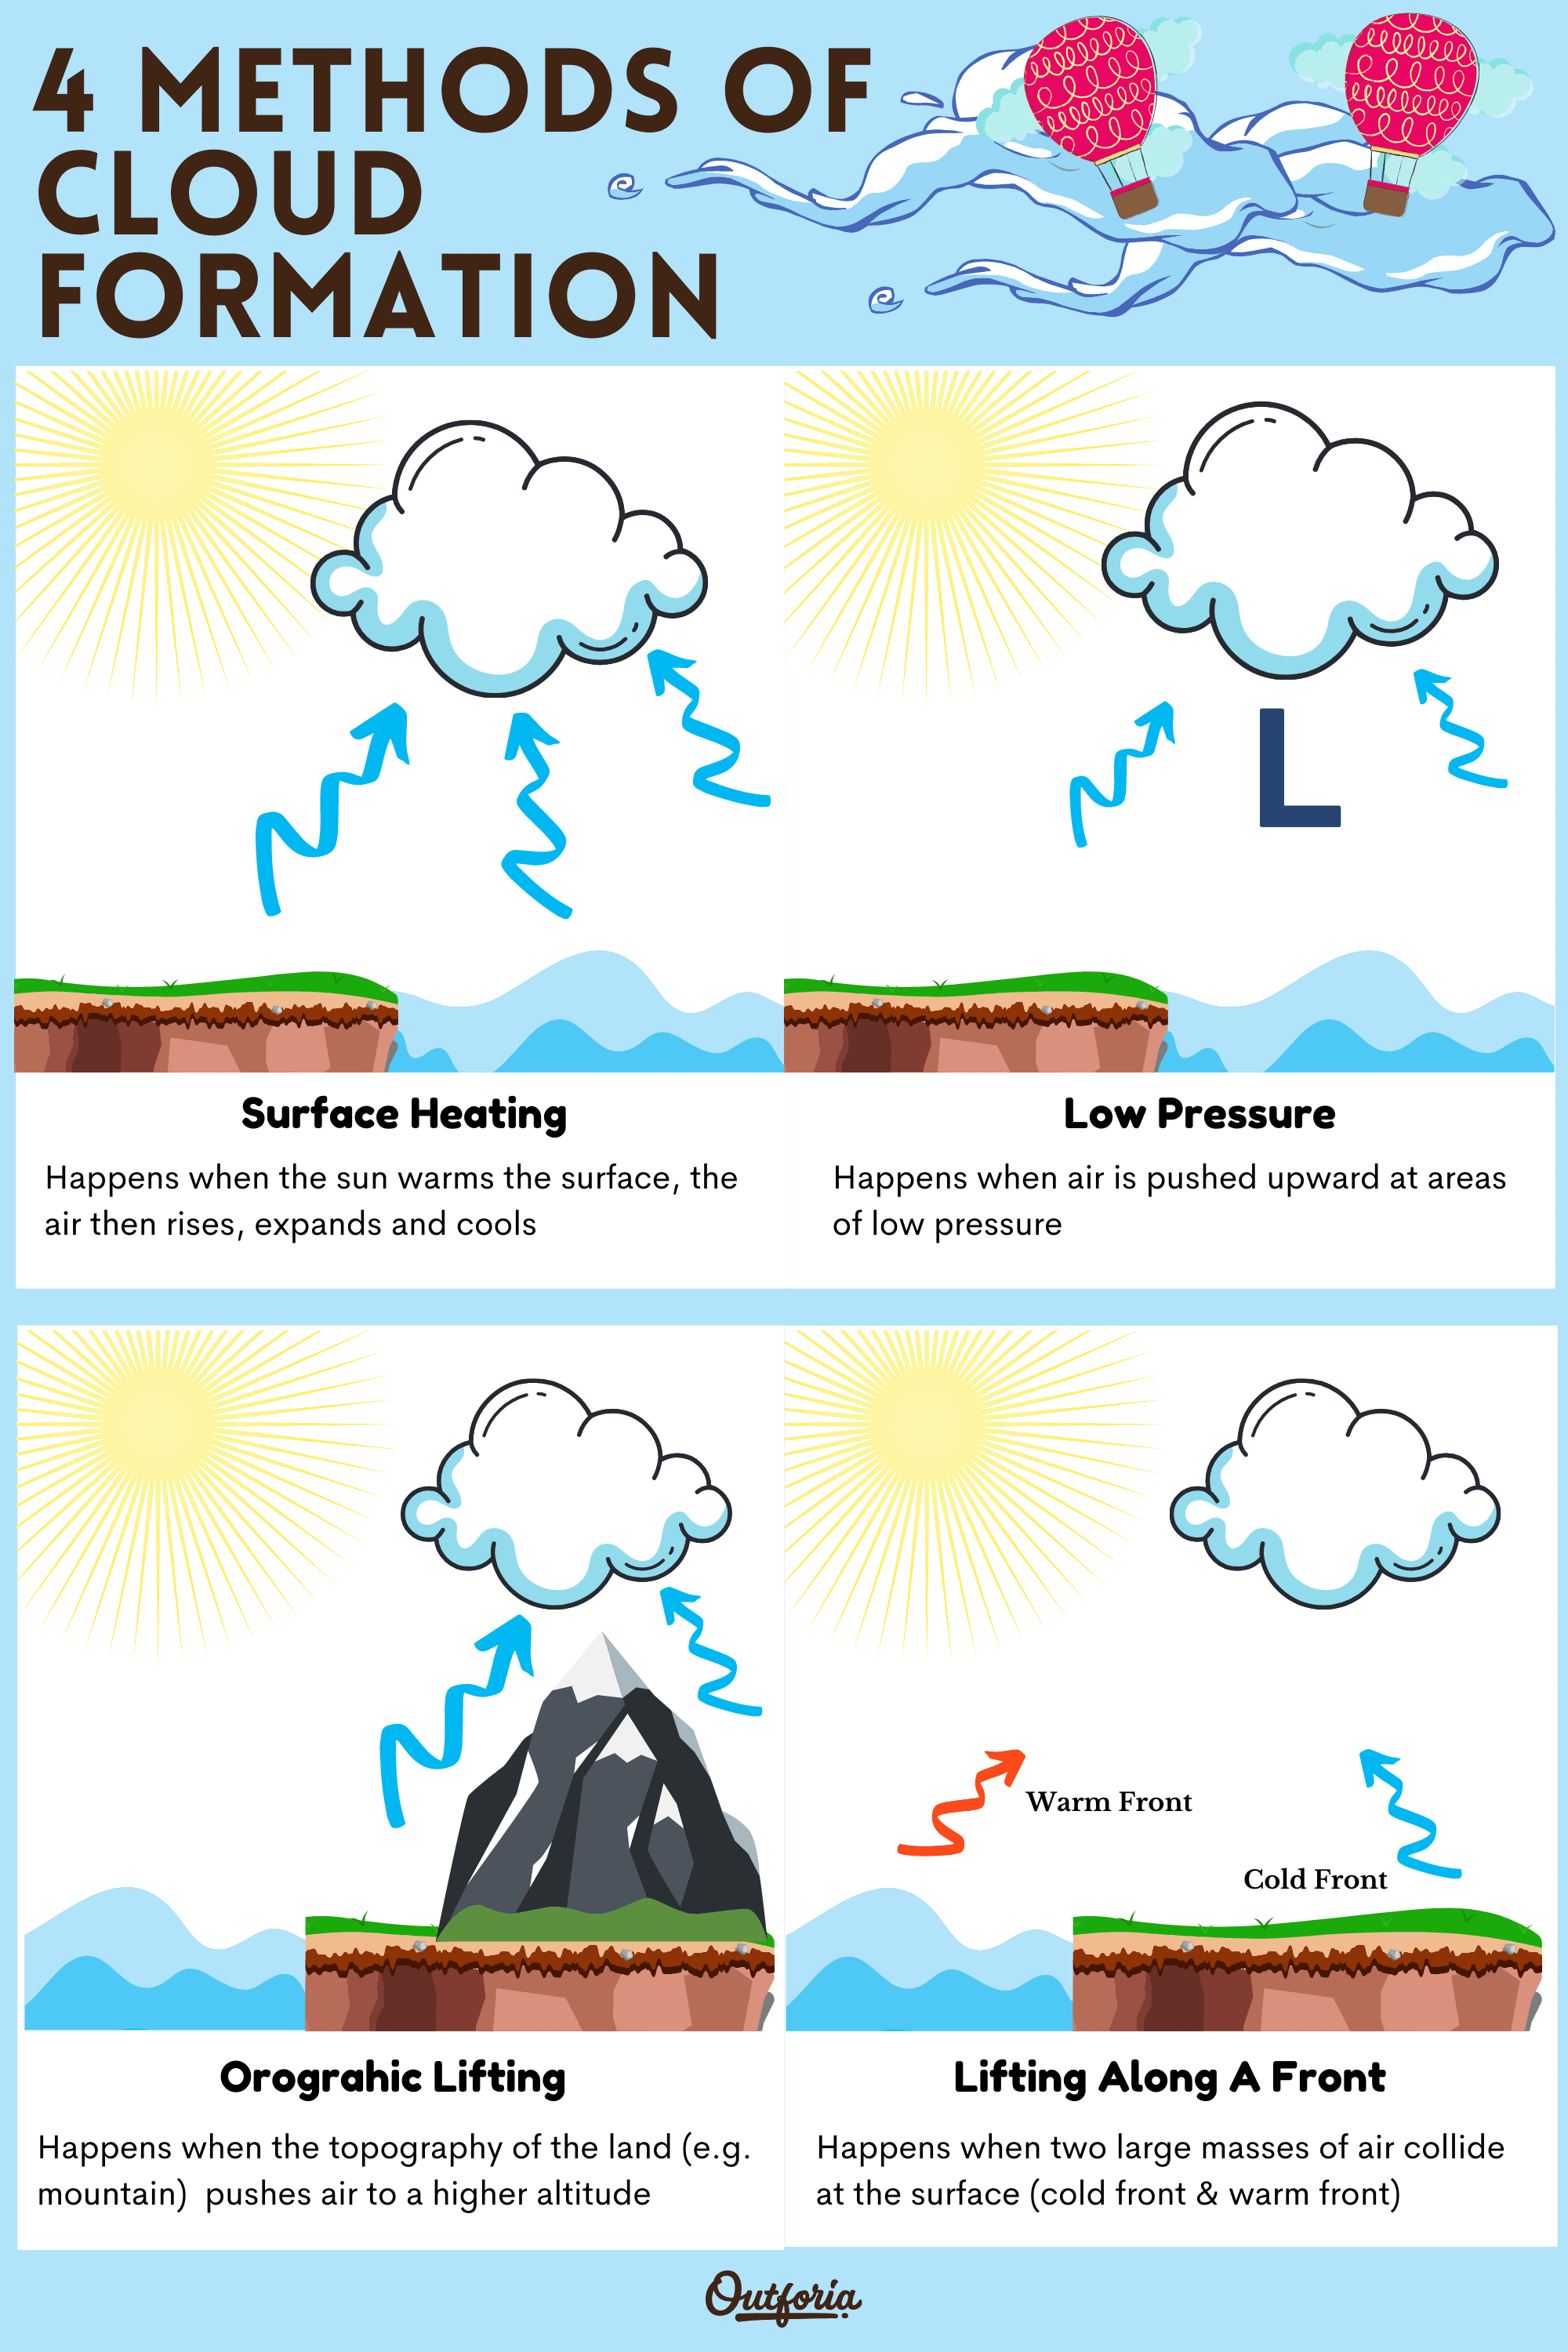 4 METHODS OF
CLOUD
FORMATION
L
Surface Heating
Happens when the sun warms the surface, the
air then rises, expands and cools
Low Pressure
Happens when air is pushed upward at areas
of low pressure
Warm Front
Cold Front
Orograhic Lifting
Happens when the topography of the land (e.g.
mountain)  pushes air to a higher altitude
Lifting Along A Front
Happens when two large masses of air collide
at the surface (cold front & warm front)
Outforia